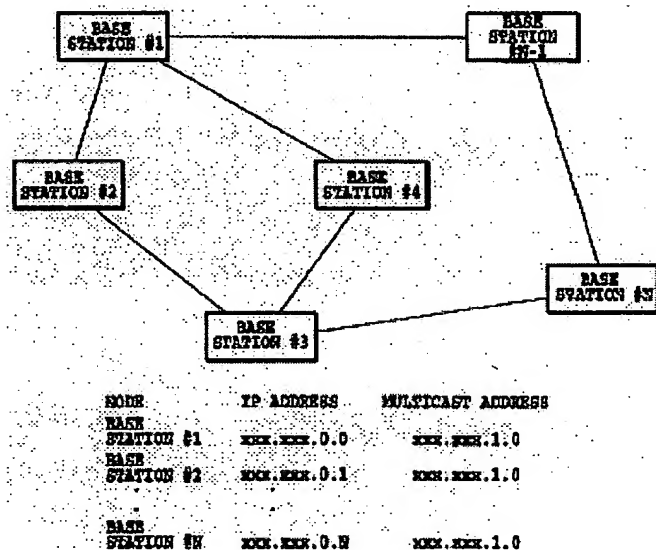 BASE
STATION #1
BASE
STATION
#N-1
BASE
STATION #2
BASE
STATION #4
BASE
STATION #N
BASE
STATION #3
NODE IP ADDRESS MULTICAST ADDRESS
BASE
STATION #1 xxx.xxx.0.0 xxx.xxx.1.0
BASE
STATION #2 xxx.xxx.0.1 xxx.xxx.1.0
BASE
STATION #N xxx.xxx.0.N xxx.xxx.1.0